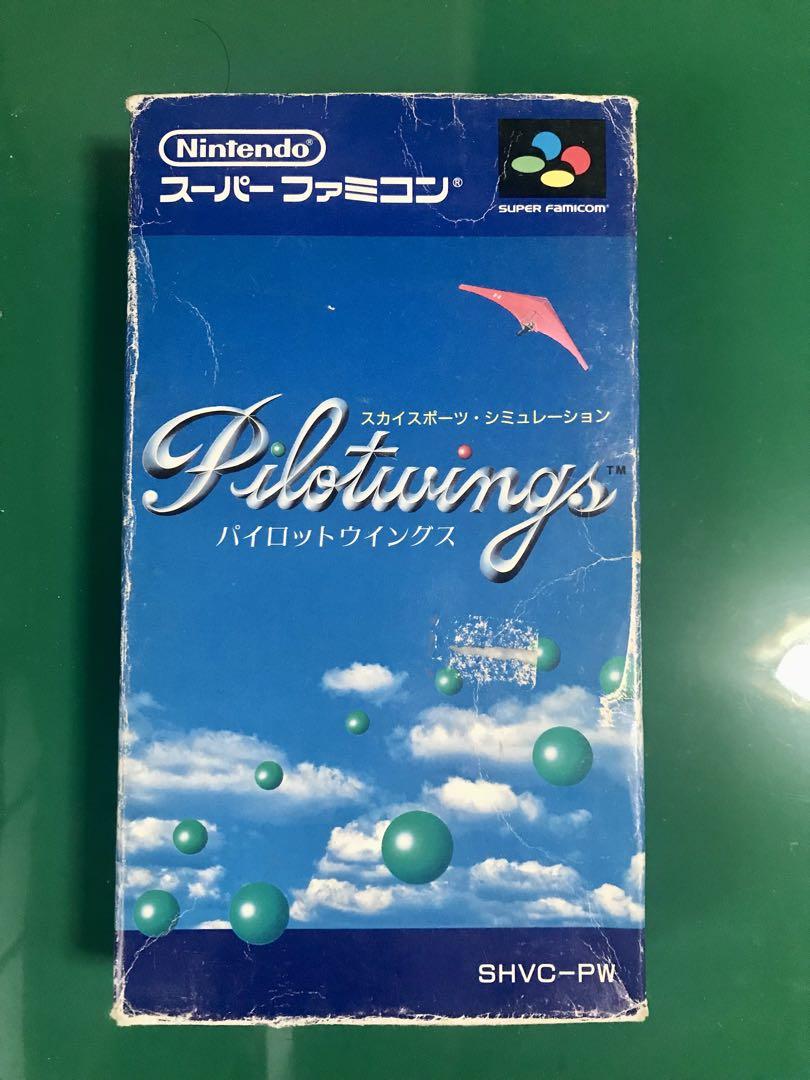 Nintendo®
スーパーファミコン®
SUPER FAMICOM®
スカイスポーツ・シミュレーション
Pilotwings™
パイロットウイングス
SHVC-PW